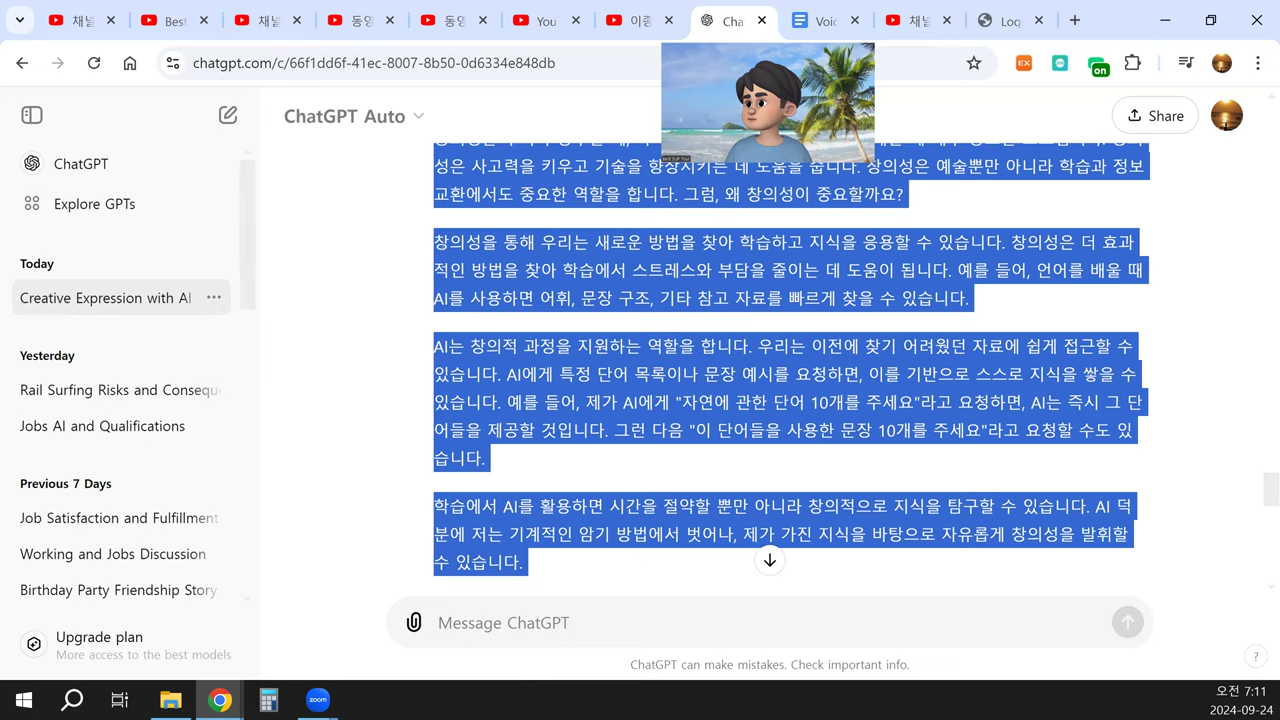 채널
Best
채널
동영
동영
You
이종
Cha
Voic
채널
Loq
chatgpt.com/c/66f1dd6f-41ec-8007-8b50-0d6334e848db
on
ChatGPT Auto
Share
ChatGPT
Explore GPTs
Today
Creative Expression with AI
Yesterday
Rail Surfing Risks and Conseque
Jobs AI and Qualifications
Previous 7 Days
Job Satisfaction and Fulfillment
Working and Jobs Discussion
Birthday Party Friendship Story
Upgrade plan
More access to the best models
성은 사고력을 키우고 기술을 향상시키는 데 도움을 줍니다. 창의성은 예술뿐만 아니라 학습과 정보
교환에서도 중요한 역할을 합니다. 그럼, 왜 창의성이 중요할까요?
창의성을 통해 우리는 새로운 방법을 찾아 학습하고 지식을 응용할 수 있습니다. 창의성은 더 효과
적인 방법을 찾아 학습에서 스트레스와 부담을 줄이는 데 도움이 됩니다. 예를 들어, 언어를 배울 때
AI를 사용하면 어휘, 문장 구조, 기타 참고 자료를 빠르게 찾을 수 있습니다.
AI는 창의적 과정을 지원하는 역할을 합니다. 우리는 이전에 찾기 어려웠던 자료에 쉽게 접근할 수
있습니다. AI에게 특정 단어 목록이나 문장 예시를 요청하면, 이를 기반으로 스스로 지식을 쌓을 수
있습니다. 예를 들어, 제가 AI에게 "자연에 관한 단어 10개를 주세요"라고 요청하면, AI는 즉시 그 단
어들을 제공할 것입니다. 그런 다음 "이 단어들을 사용한 문장 10개를 주세요"라고 요청할 수도 있
습니다.
학습에서 AI를 활용하면 시간을 절약할 뿐만 아니라 창의적으로 지식을 탐구할 수 있습니다. AI 덕
분에 저는 기계적인 암기 방법에서 벗어나, 제가 가진 지식을 바탕으로 자유롭게 창의성을 발휘할
수 있습니다.
Message ChatGPT
ChatGPT can make mistakes. Check important info.
?
zoom
오전 7:11
2024-09-24